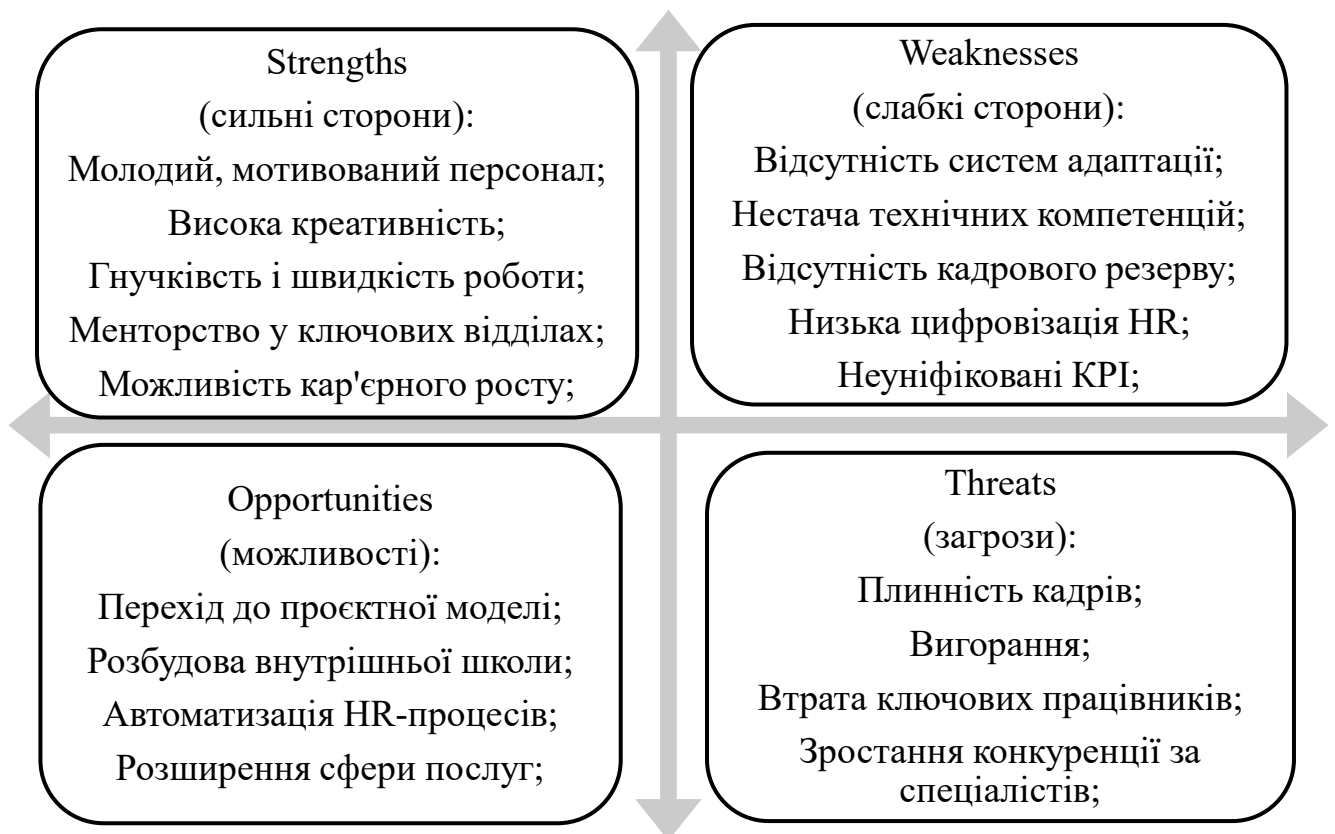 Strengths
(сильні сторони):
Молодий, мотивований персонал;
Висока креативність;
Гнучківсть і швидкість роботи;
Менторство у ключових відділах;
Можливість кар'єрного росту;
Weaknesses
(слабкі сторони):
Відсутність систем адаптації;
Нестача технічних компетенцій;
Відсутність кадрового резерву;
Низька цифровізація HR;
Неуніфіковані KPI;
Opportunities
(можливості):
Перехід до проєктної моделі;
Розбудова внутрішньої школи;
Автоматизація HR-процесів;
Розширення сфери послуг;
Threats
(загрози):
Плинність кадрів;
Вигорання;
Втрата ключових працівників;
Зростання конкуренції за
спеціалістів;